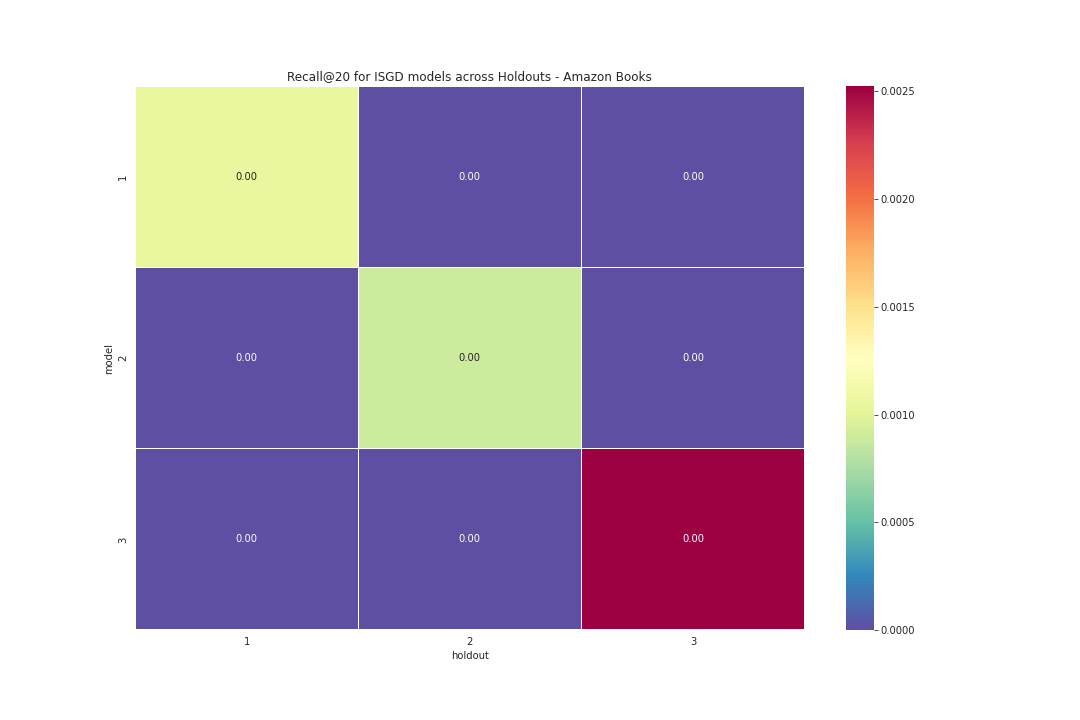 Recall@20 for ISGD models across Holdouts - Amazon Books
0.0025
0.0020
0.0015
0.0010
0.0005
0.0000
model
1
0.00 0.00 0.00
2
0.00 0.00 0.00
3
0.00 0.00 0.00
1 2 3
holdout